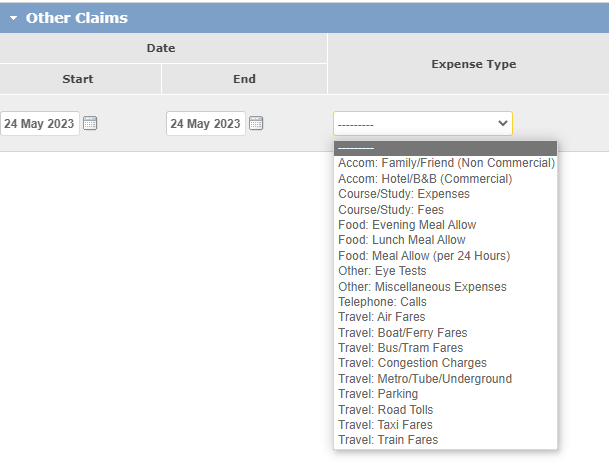 Other Claims
Date
Expense Type
Start
End
24 May 2023
24 May 2023
---------
---------
Accom: Family/Friend (Non Commercial)
Accom: Hotel/B&B (Commercial)
Course/Study: Expenses
Course/Study: Fees
Food: Evening Meal Allow
Food: Lunch Meal Allow
Food: Meal Allow (per 24 Hours)
Other: Eye Tests
Other: Miscellaneous Expenses
Telephone: Calls
Travel: Air Fares
Travel: Boat/Ferry Fares
Travel: Bus/Tram Fares
Travel: Congestion Charges
Travel: Metro/Tube/Underground
Travel: Parking
Travel: Road Tolls
Travel: Taxi Fares
Travel: Train Fares